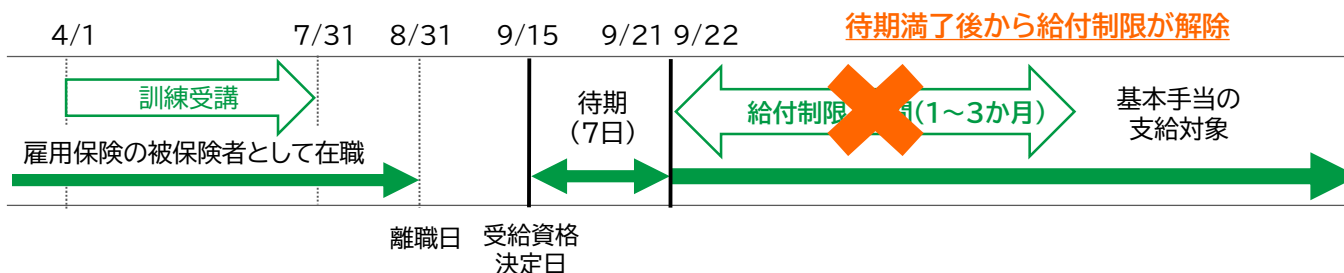 待期満了後から給付制限が解除
4/1 7/31 8/31 9/15 9/21 9/22
訓練受講
待期
(7日)
給付制限 間(1～3か月)
基本手当の
支給対象
雇用保険の被保険者として在職
離職日
受給資格
決定日